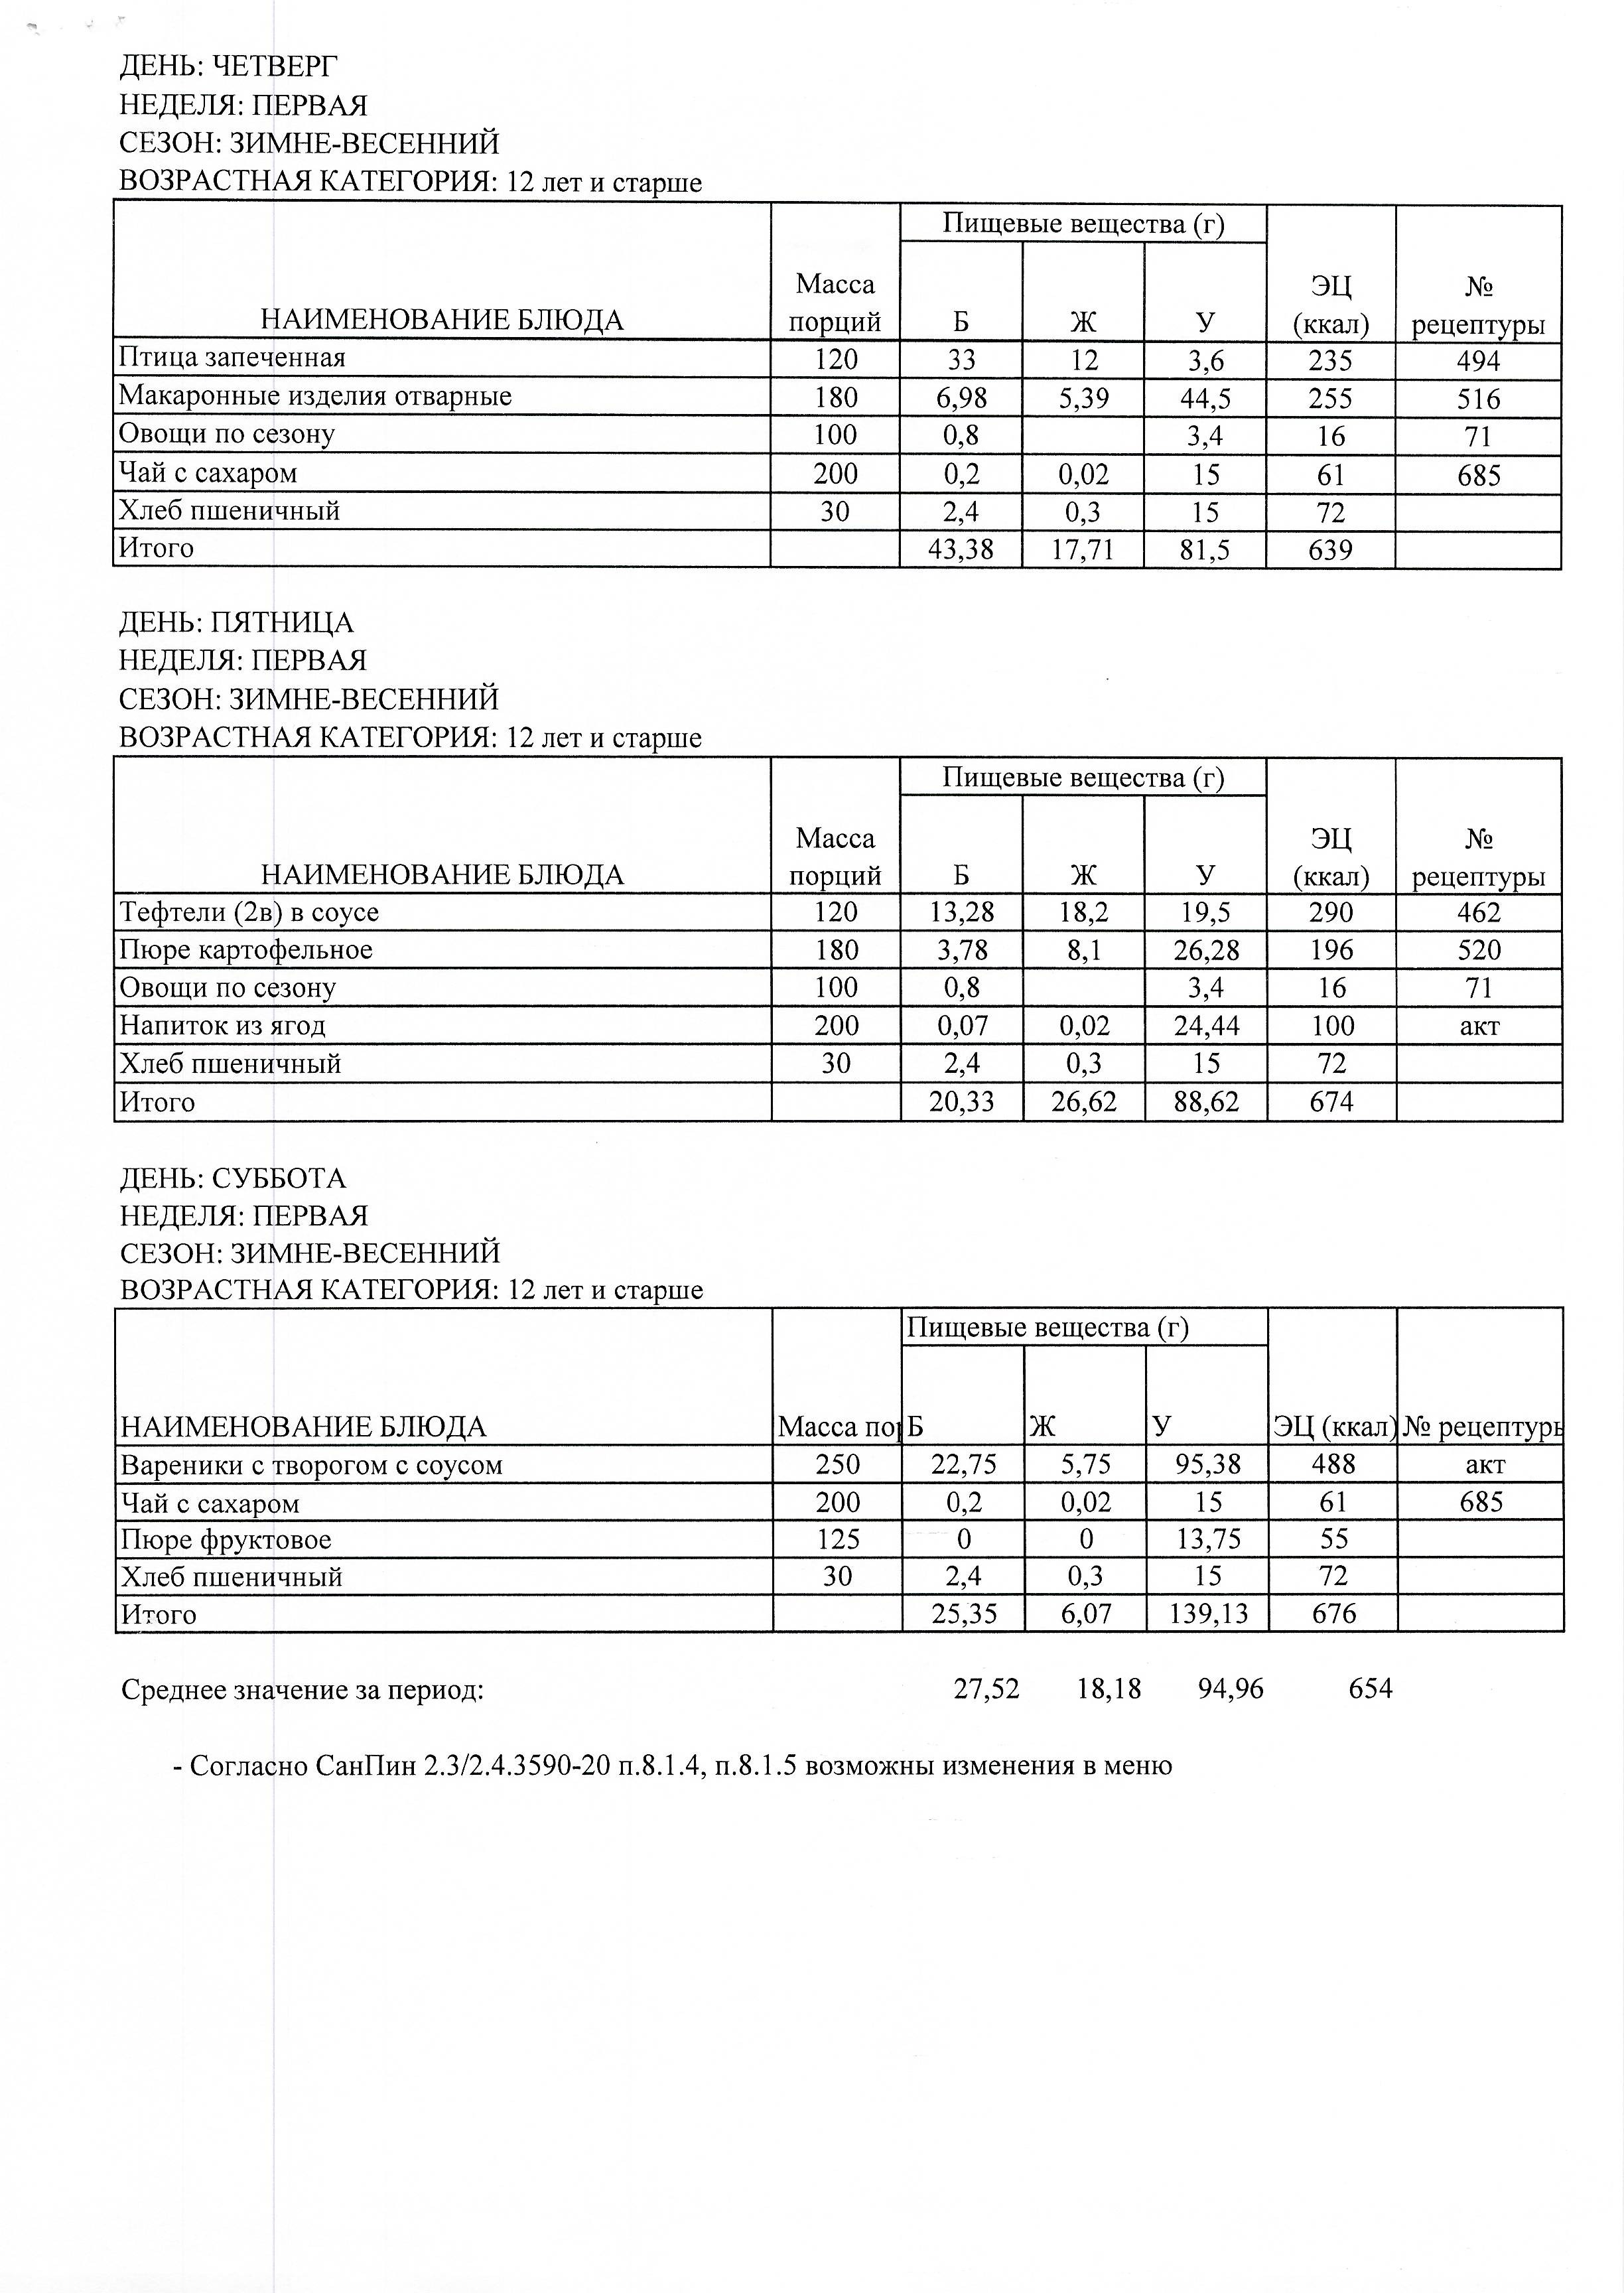 ДЕНЬ: ЧЕТВЕРГ
НЕДЕЛЯ: ПЕРВАЯ
СЕЗОН: ЗИМНЕ-ВЕСЕННИЙ
ВОЗРАСТНАЯ КАТЕГОРИЯ: 12 лет и старше
НАИМЕНОВАНИЕ БЛЮДА Масса порций Пищевые вещества (г) Б Ж У ЭЦ (ккал) № рецептуры
Птица запеченная 120 33 12 3,6 235 494
Макаронные изделия отварные 180 6,98 5,39 44,5 255 516
Овощи по сезону 100 0,8 3,4 16 71
Чай с сахаром 200 0,2 0,02 15 61 685
Хлеб пшеничный 30 2,4 0,3 15 72
Итого 43,38 17,71 81,5 639
ДЕНЬ: ПЯТНИЦА
НЕДЕЛЯ: ПЕРВАЯ
СЕЗОН: ЗИМНЕ-ВЕСЕННИЙ
ВОЗРАСТНАЯ КАТЕГОРИЯ: 12 лет и старше
НАИМЕНОВАНИЕ БЛЮДА Масса порций Пищевые вещества (г) Б Ж У ЭЦ (ккал) № рецептуры
Тефтели (2в) в соусе 120 13,28 18,2 19,5 290 462
Пюре картофельное 180 3,78 8,1 26,28 196 520
Овощи по сезону 100 0,8 3,4 16 71
Напиток из ягод 200 0,07 0,02 24,44 100 акт
Хлеб пшеничный 30 2,4 0,3 15 72
Итого 20,33 26,62 88,62 674
ДЕНЬ: СУББОТА
НЕДЕЛЯ: ПЕРВАЯ
СЕЗОН: ЗИМНЕ-ВЕСЕННИЙ
ВОЗРАСТНАЯ КАТЕГОРИЯ: 12 лет и старше
Пищевые вещества (г)
НАИМЕНОВАНИЕ БЛЮДА Масса пор Б Ж У ЭЦ (ккал) № рецептуры
Вареники с творогом с соусом 250 22,75 5,75 95,38 488 акт
Чай с сахаром 200 0,2 0,02 15 61 685
Пюре фруктовое 125 0 0 13,75 55
Хлеб пшеничный 30 2,4 0,3 15 72
Итого 25,35 6,07 139,13 676
Среднее значение за период: 27,52 18,18 94,96 654
- Согласно СанПин 2.3/2.4.3590-20 п.8.1.4, п.8.1.5 возможны изменения в меню